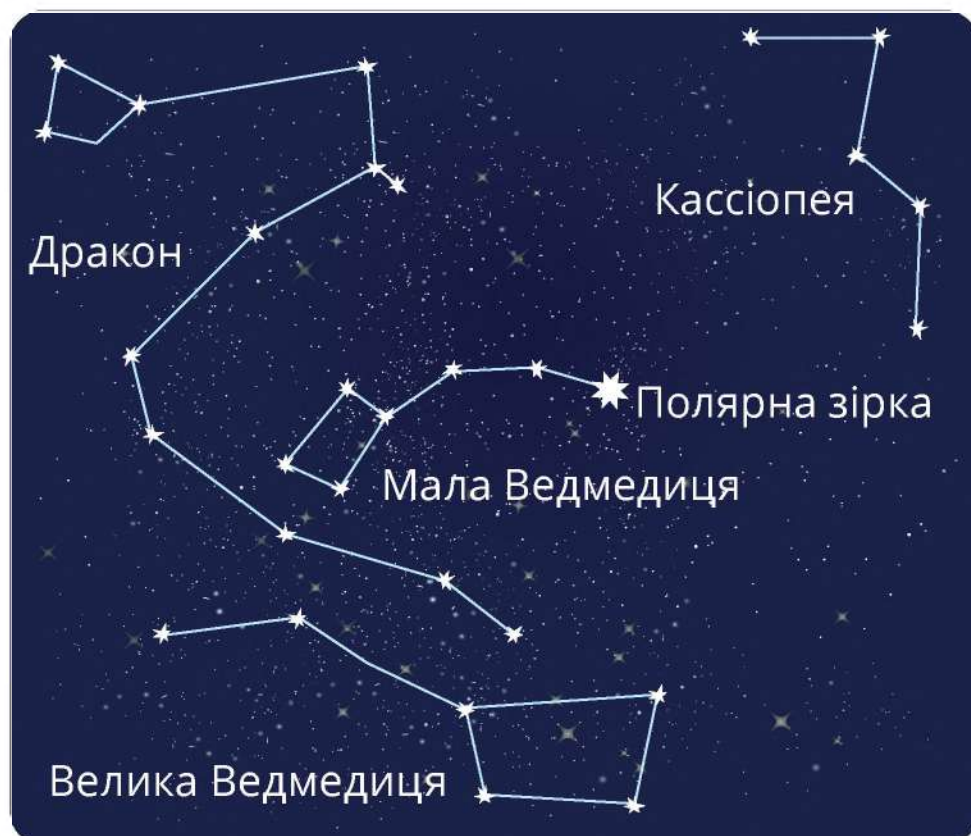 Кассіопея
Дракон
Полярна зірка
Мала Ведмедиця
Велика Ведмедиця